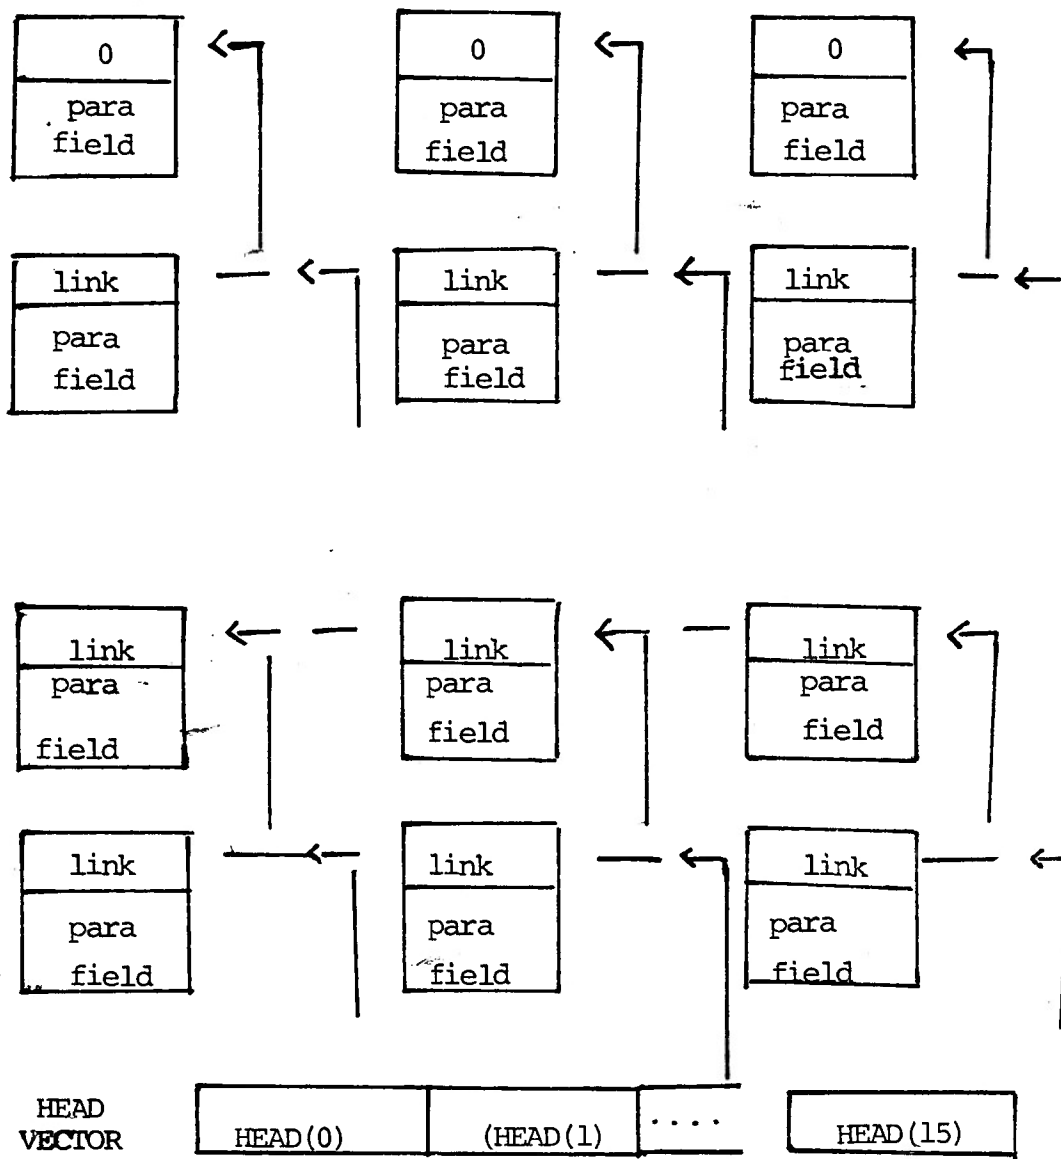 0
para
field
0
para
field
0
para
field
link
para
field
link
para
field
link
para
field
link
para
field
link
para
field
link
para
field
link
para
field
link
para
field
link
para
field
HEAD
VECTOR
HEAD(0)
(HEAD(1)
....
HEAD(15)